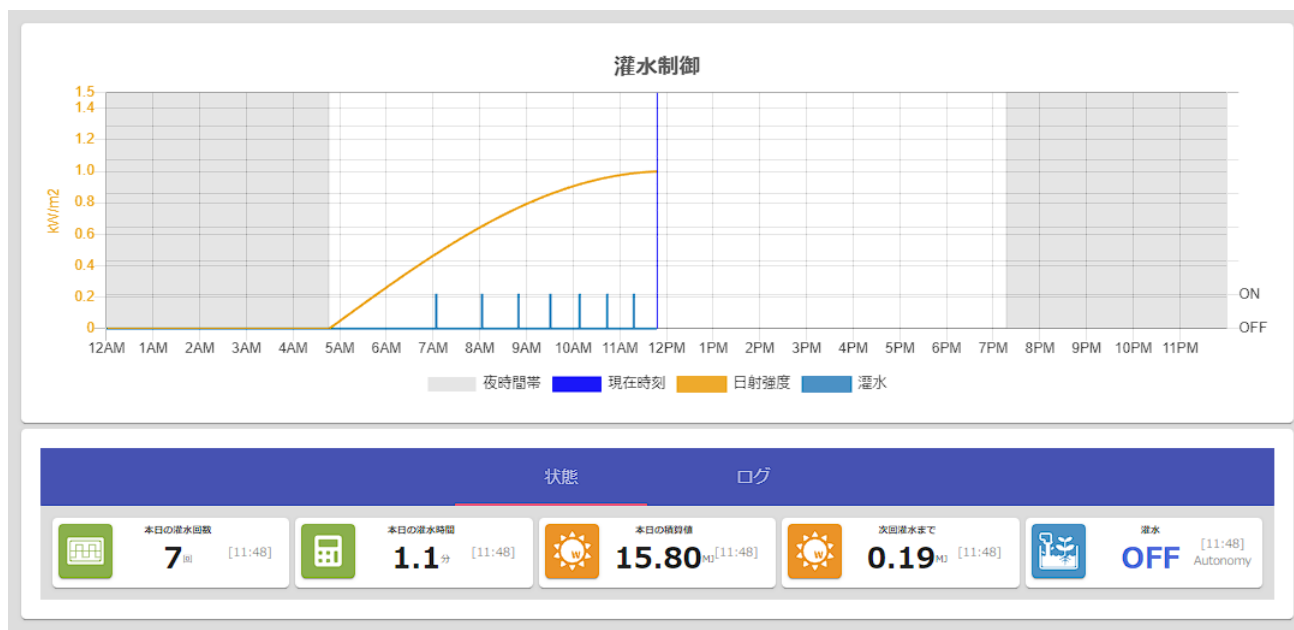 灌水制御
1.5
1.4
1.2
1.0
0.8
0.6
0.4
0.2
0
kW/m2
ON
OFF
12AM 1AM 2AM 3AM 4AM 5AM 6AM 7AM 8AM 9AM 10AM 11AM 12PM 1PM 2PM 3PM 4PM 5PM 6PM 7PM 8PM 9PM 10PM 11PM
夜時間帯 現在時刻 日射強度 灌水
状態 ログ
本日の灌水回数
7回 [11:48]
本日の灌水時間
1.1分 [11:48]
本日の積算値
15.80MJ [11:48]
次回灌水まで
0.19MJ [11:48]
灌水
OFF [11:48]
Autonomy